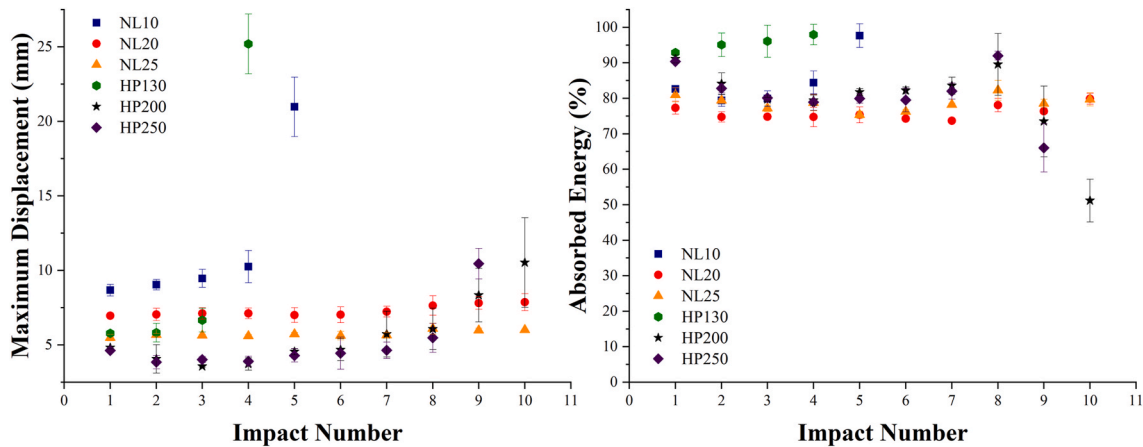 Maximum Displacement (mm)
25
20
15
10
5
NL10
NL20
NL25
HP130
HP200
HP250
0 1 2 3 4 5 6 7 8 9 10 11
Impact Number
Absorbed Energy (%)
100
90
80
70
60
50
40
30
20
10
0
NL10
NL20
NL25
HP130
HP200
HP250
0 1 2 3 4 5 6 7 8 9 10 11
Impact Number